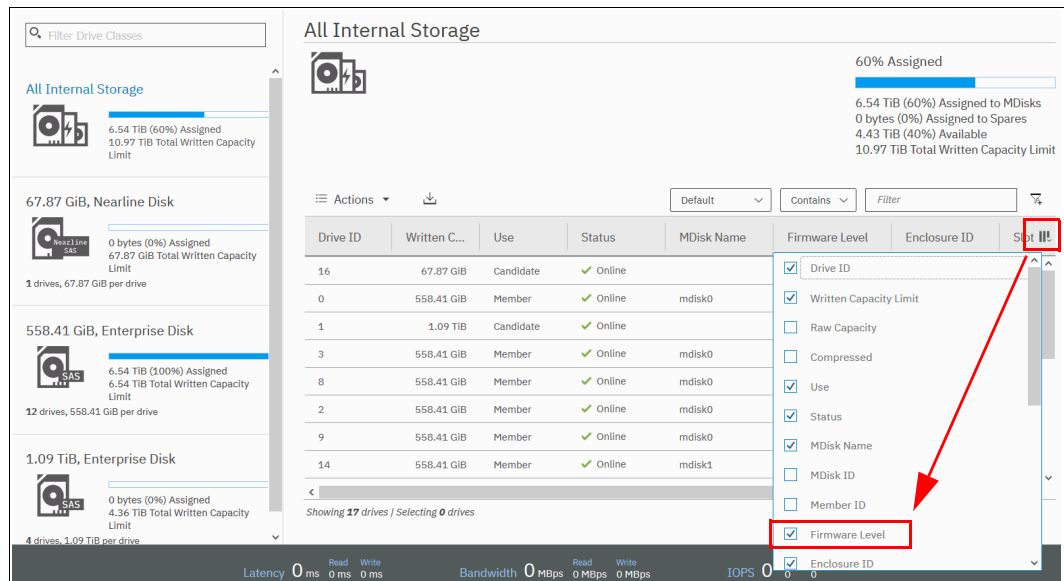 Filter Drive Classes
All Internal Storage
6.54 TiB (60%) Assigned
10.97 TiB Total Written Capacity
Limit
67.87 GiB, Nearline Disk
Nearline
SAS
0 bytes (0%) Assigned
67.87 GiB Total Written Capacity
Limit
1 drives, 67.87 GiB per drive
558.41 GiB, Enterprise Disk
SAS
6.54 TiB (100%) Assigned
6.54 TiB Total Written Capacity
Limit
12 drives, 558.41 GiB per drive
1.09 TiB, Enterprise Disk
SAS
0 bytes (0%) Assigned
4.36 TiB Total Written Capacity
Limit
4 drives, 1.09 TiB per drive
All Internal Storage
60% Assigned
6.54 TiB (60%) Assigned to MDisks
0 bytes (0%) Assigned to Spares
4.43 TiB (40%) Available
10.97 TiB Total Written Capacity Limit
Actions
Default
Contains
Filter
Drive ID Written C... Use Status MDisk Name Firmware Level Enclosure ID Slot
16 67.87 GiB Candidate Online
0 558.41 GiB Member Online mdisk0
1 1.09 TiB Candidate Online
3 558.41 GiB Member Online mdisk0
8 558.41 GiB Member Online mdisk0
2 558.41 GiB Member Online mdisk0
9 558.41 GiB Member Online mdisk0
14 558.41 GiB Member Online mdisk1
Showing 17 drives | Selecting 0 drives
Drive ID
Written Capacity Limit
Raw Capacity
Compressed
Use
Status
MDisk Name
MDisk ID
Member ID
Firmware Level
Enclosure ID
Read Write Read Write
Latency 0 ms 0 ms 0 ms Bandwidth 0 MBps 0 MBps 0 MBps IOPS 0 0 0